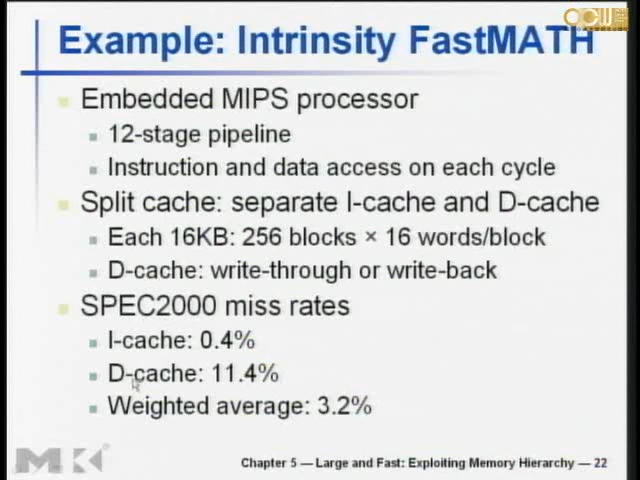 Example: Intrinsity FastMATH
Embedded MIPS processor
12-stage pipeline
Instruction and data access on each cycle
Split cache: separate I-cache and D-cache
Each 16KB: 256 blocks × 16 words/block
D-cache: write-through or write-back
SPEC2000 miss rates
I-cache: 0.4%
D-cache: 11.4%
Weighted average: 3.2%
Chapter 5 — Large and Fast: Exploiting Memory Hierarchy — 22